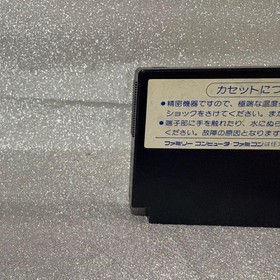 カセットにつ
●精密機器ですので、極端な温度
ショックをさけてください。また
●端子部に手を触れたり、水にぬら
ください。故障の原因となります
ファミリーコンピュータ ファミコンは任